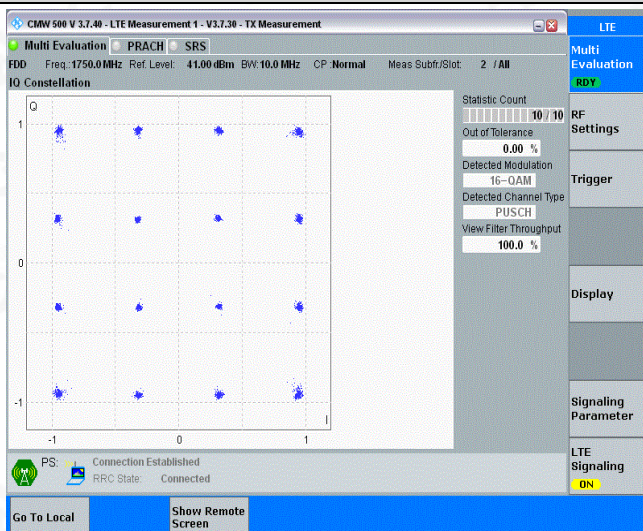 CMW 500 V 3.7.40 - LTE Measurement 1 - V3.7.30 - TX Measurement
LTE
Multi Evaluation PRACH SRS
Multi
Evaluation
RDY
FDD Freq.:1750.0 MHz Ref. Level: 41.00 dBm BW:10.0 MHz CP :Normal Meas Subfr./Slot: 2 / All
IQ Constellation
Q
1
0
-1
-1 0 1
I
Statistic Count
10 / 10
Out of Tolerance
0.00 %
Detected Modulation
16-QAM
Detected Channel Type
PUSCH
View Filter Throughput
100.0 %
RF
Settings
Trigger
Display
Signaling
Parameter
LTE
Signaling
ON
PS: Connection Established
RRC State: Connected
Go To Local
Show Remote
Screen